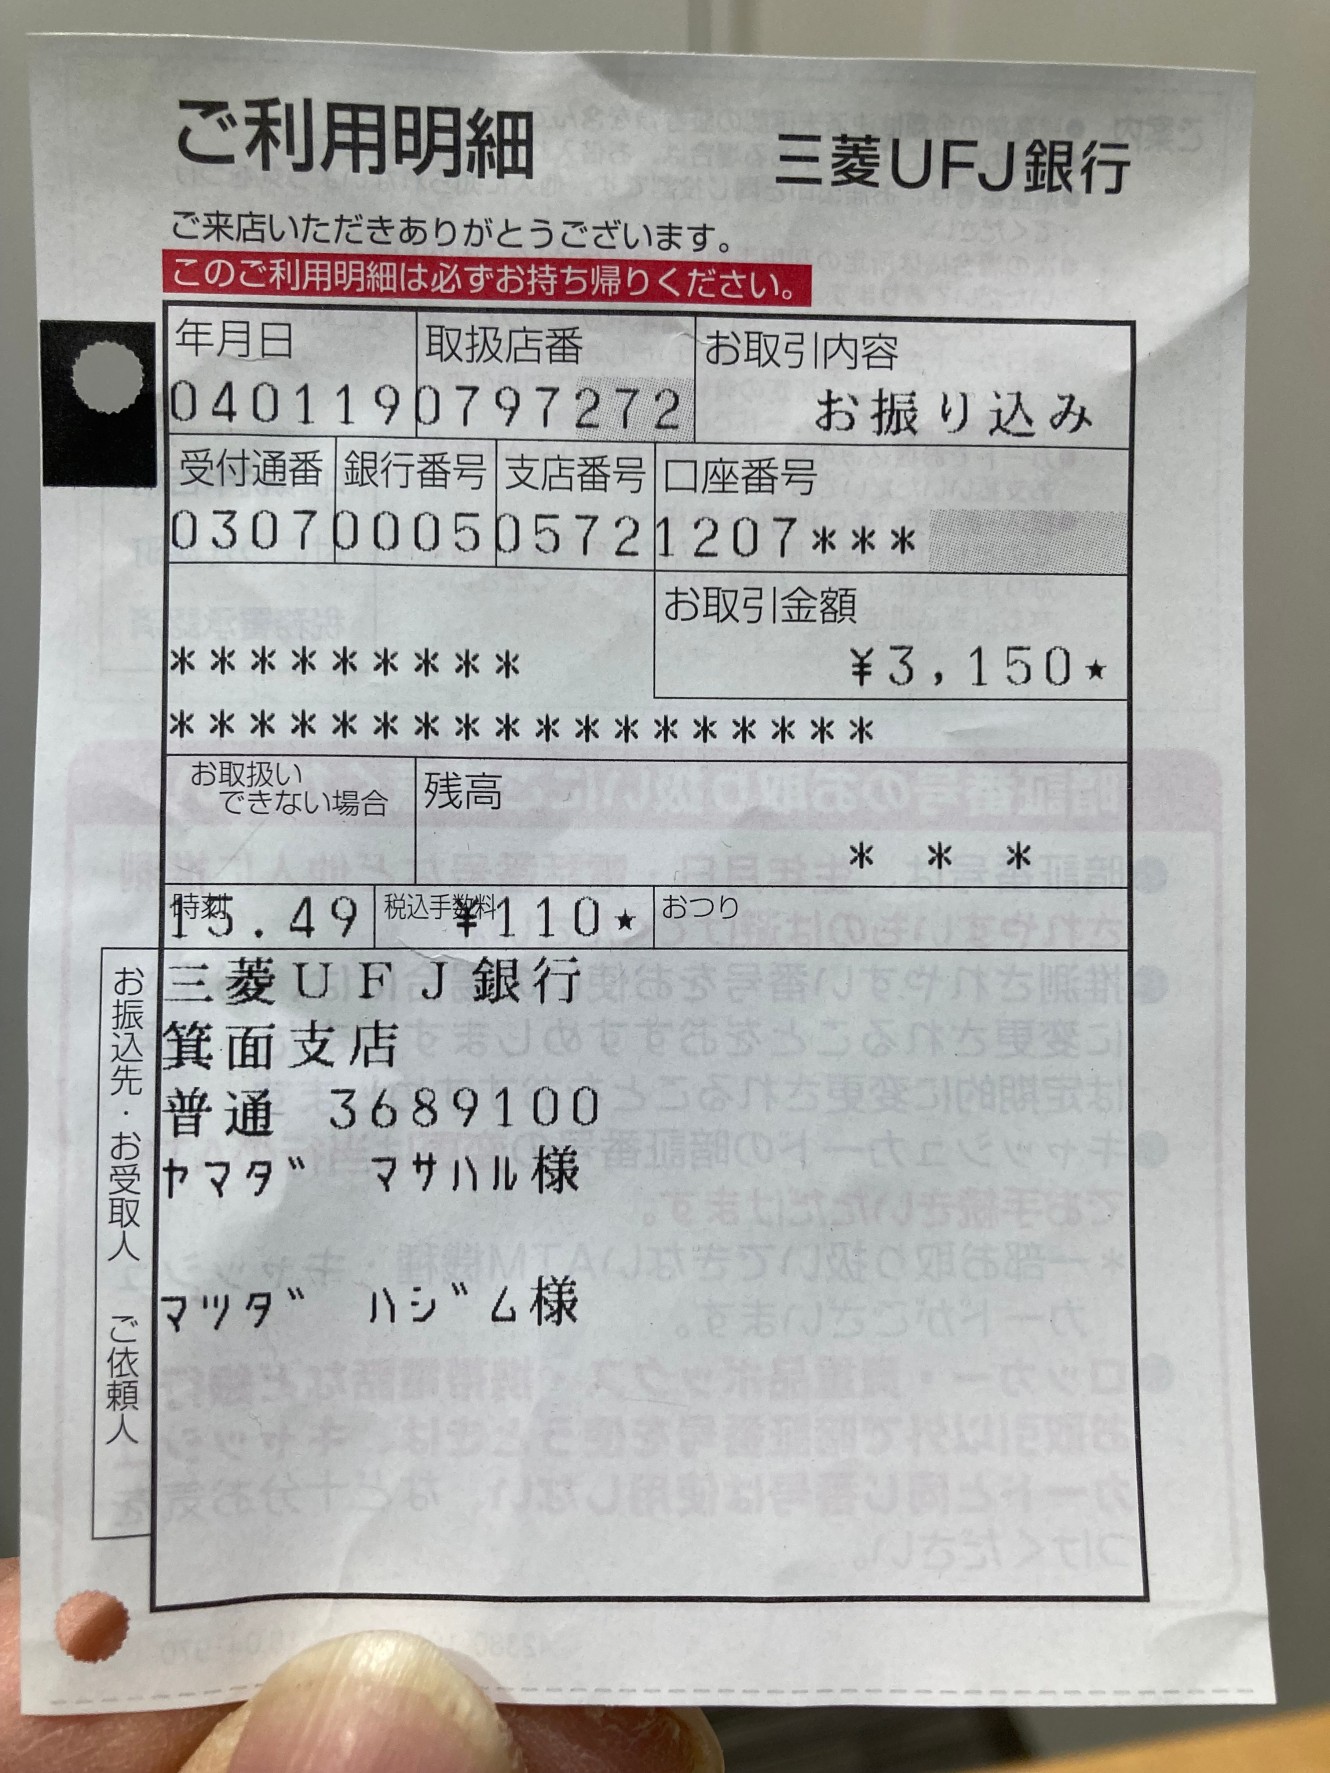 ご利用明細
三菱UFJ銀行
ご来店いただきありがとうございます。
このご利用明細は必ずお持ち帰りください。
年月日 取扱店番 お取引内容
040119 0797272 お振り込み
受付通番 銀行番号 支店番号 口座番号
0307 0005 0572 1207***
お取引金額
********* ¥3,150★
******************
お取扱いできない場合 残高
* * *
時刻 税込手数料 おつり
15.49 ¥110★
お振込先・お受取人 ご依頼人
三菱UFJ銀行
箕面支店
普通 3689100
ヤマダ マサハル様
マツダ ハジム様